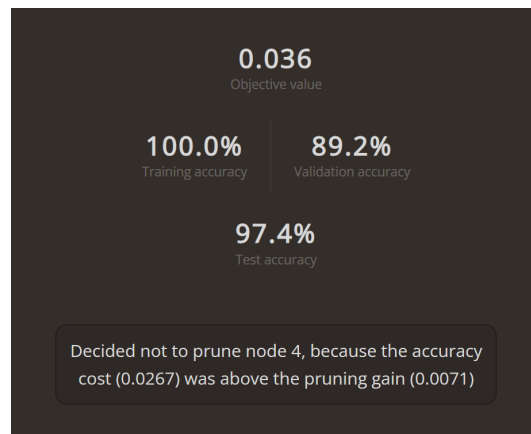 0.036
Objective value
100.0% 89.2%
Training accuracy Validation accuracy
97.4%
Test accuracy
Decided not to prune node 4, because the accuracy
cost (0.0267) was above the pruning gain (0.0071)